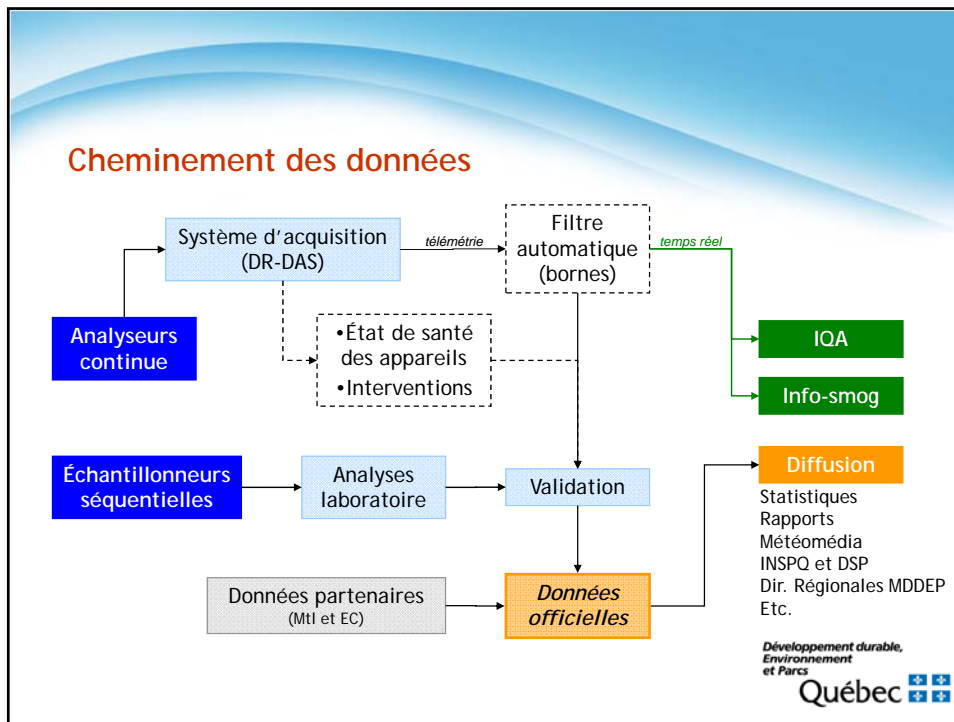 Cheminement des données
Système d'acquisition
(DR-DAS)
télémétrie
Filtre
automatique
(bornes)
temps réel
Analyseurs
continue
•État de santé
des appareils
•Interventions
IQA
Info-smog
Échantillonneurs
séquentielles
Analyses
laboratoire
Validation
Diffusion
Statistiques
Rapports
Météomédia
INSPQ et DSP
Dir. Régionales MDDEP
Etc.
Données partenaires
(Mtl et EC)
Données
officielles
Développement durable,
Environnement
et Parcs
Québec